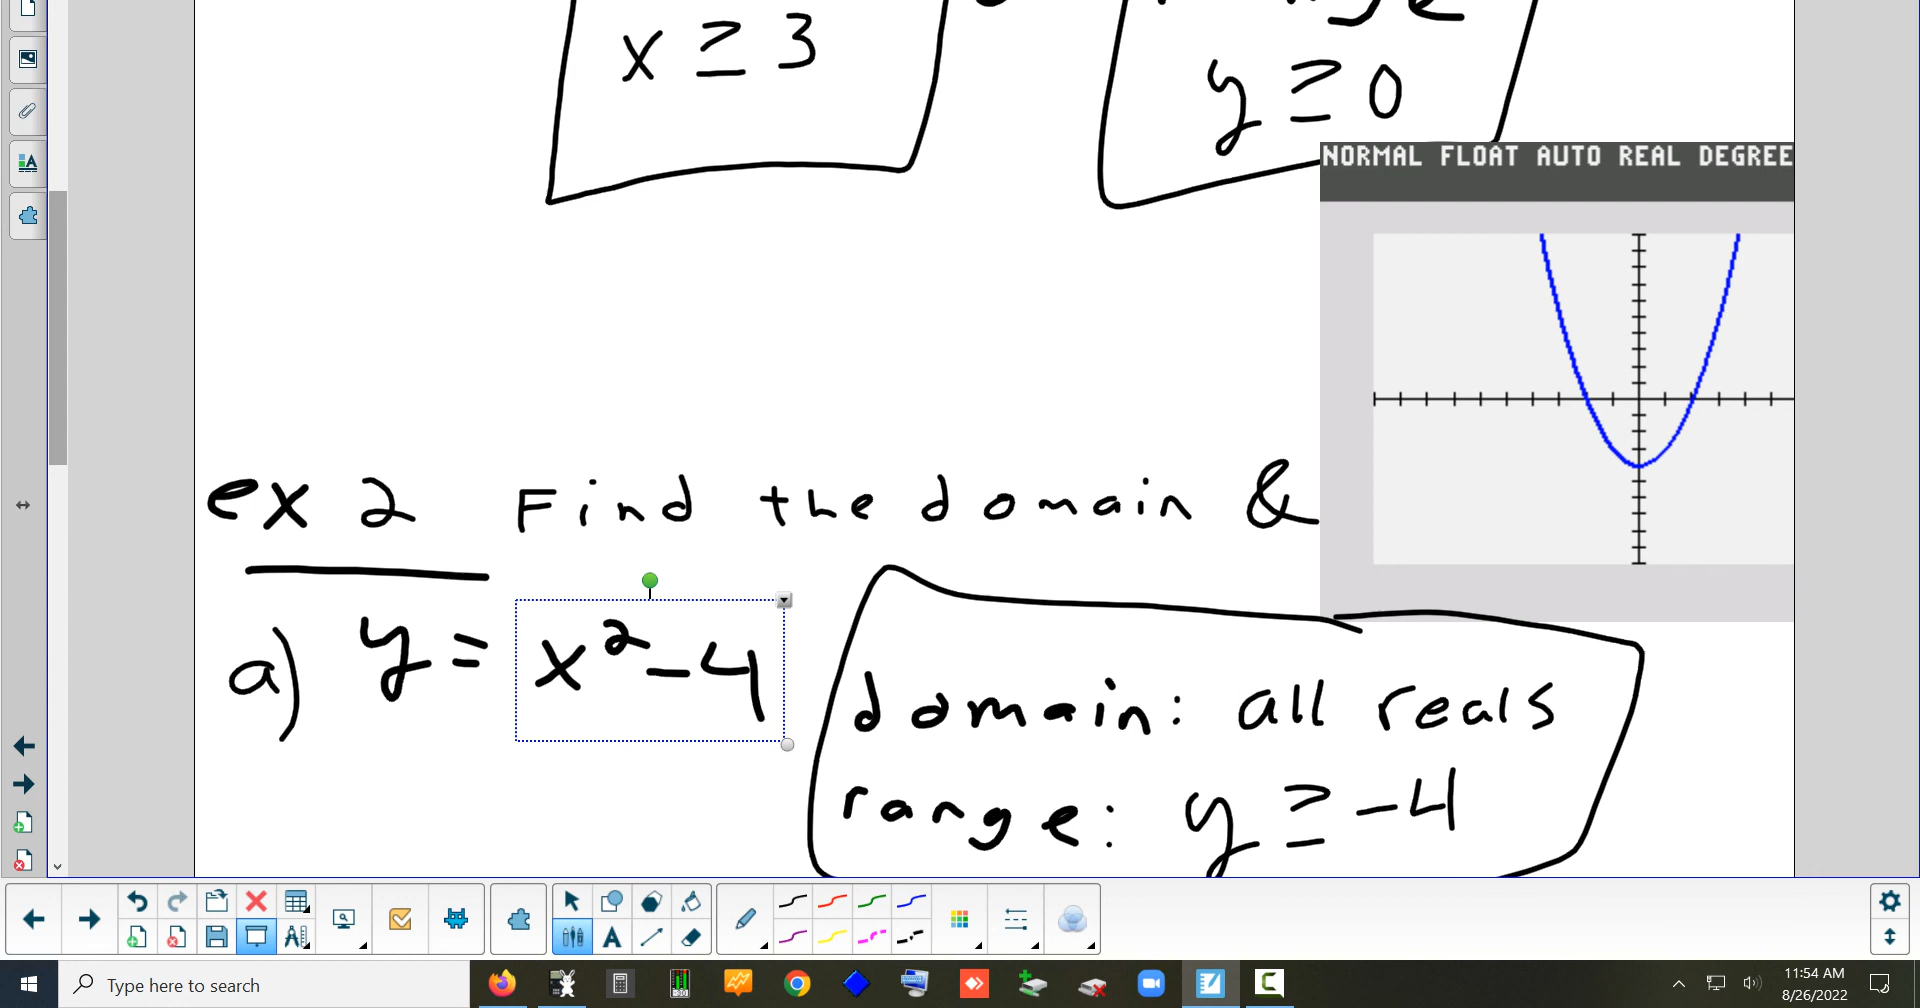 x ≥ 3
y ≥ 0
NORMAL FLOAT AUTO REAL DEGREE
ex 2 Find the domain &
a) y = x²-4
domain: all reals
range: y ≥ -4
Type here to search
11:54 AM
8/26/2022